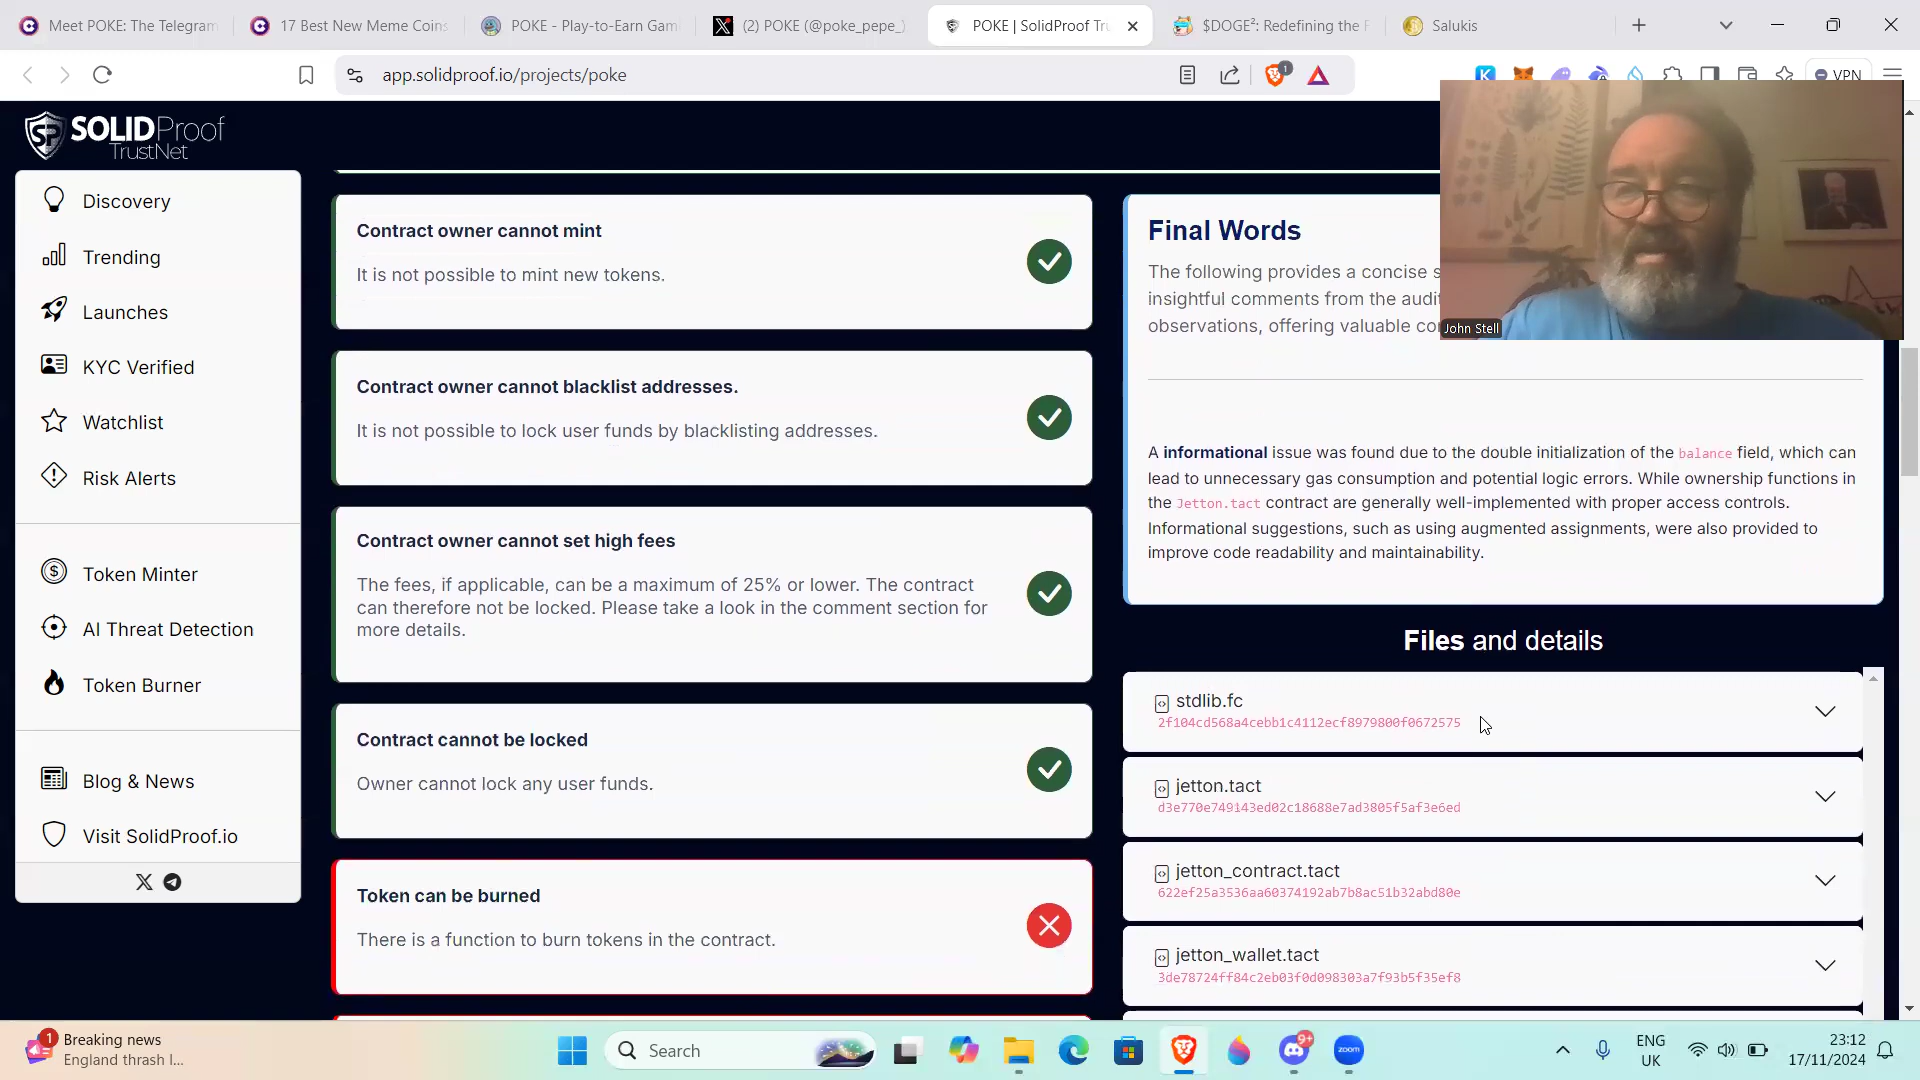 Meet POKE: The Telegram
17 Best New Meme Coins
POKE - Play-to-Earn Gam
(2) POKE (@poke_pepe_)
POKE | SolidProof Tr
$DOGE²: Redefining the F
Salukis
app.solidproof.io/projects/poke
1
VPN
SOLIDProof
TrustNet
Discovery
Trending
Launches
KYC Verified
Watchlist
Risk Alerts
Token Minter
AI Threat Detection
Token Burner
Blog & News
Visit SolidProof.io
Contract owner cannot mint
It is not possible to mint new tokens.
Contract owner cannot blacklist addresses.
It is not possible to lock user funds by blacklisting addresses.
Contract owner cannot set high fees
The fees, if applicable, can be a maximum of 25% or lower. The contract
can therefore not be locked. Please take a look in the comment section for
more details.
Contract cannot be locked
Owner cannot lock any user funds.
Token can be burned
There is a function to burn tokens in the contract.
Final Words
The following provides a concise s
insightful comments from the audit
observations, offering valuable co
John Stell
A informational issue was found due to the double initialization of the balance field, which can
lead to unnecessary gas consumption and potential logic errors. While ownership functions in
the Jetton.tact contract are generally well-implemented with proper access controls.
Informational suggestions, such as using augmented assignments, were also provided to
improve code readability and maintainability.
Files and details
stdlib.fc
2f104cd568a4cebb1c4112ecf8979800f0672575
jetton.tact
d3e770e749143ed02c18688e7ad3805f5af3e6ed
jetton_contract.tact
622ef25a3536aa60374192ab7b8ac51b32abd80e
jetton_wallet.tact
3de78724ff84c2eb03f0d098303a7f93b5f35ef8
1
Breaking news
England thrash I...
Search
9+
zoom
ENG
UK
23:12
17/11/2024